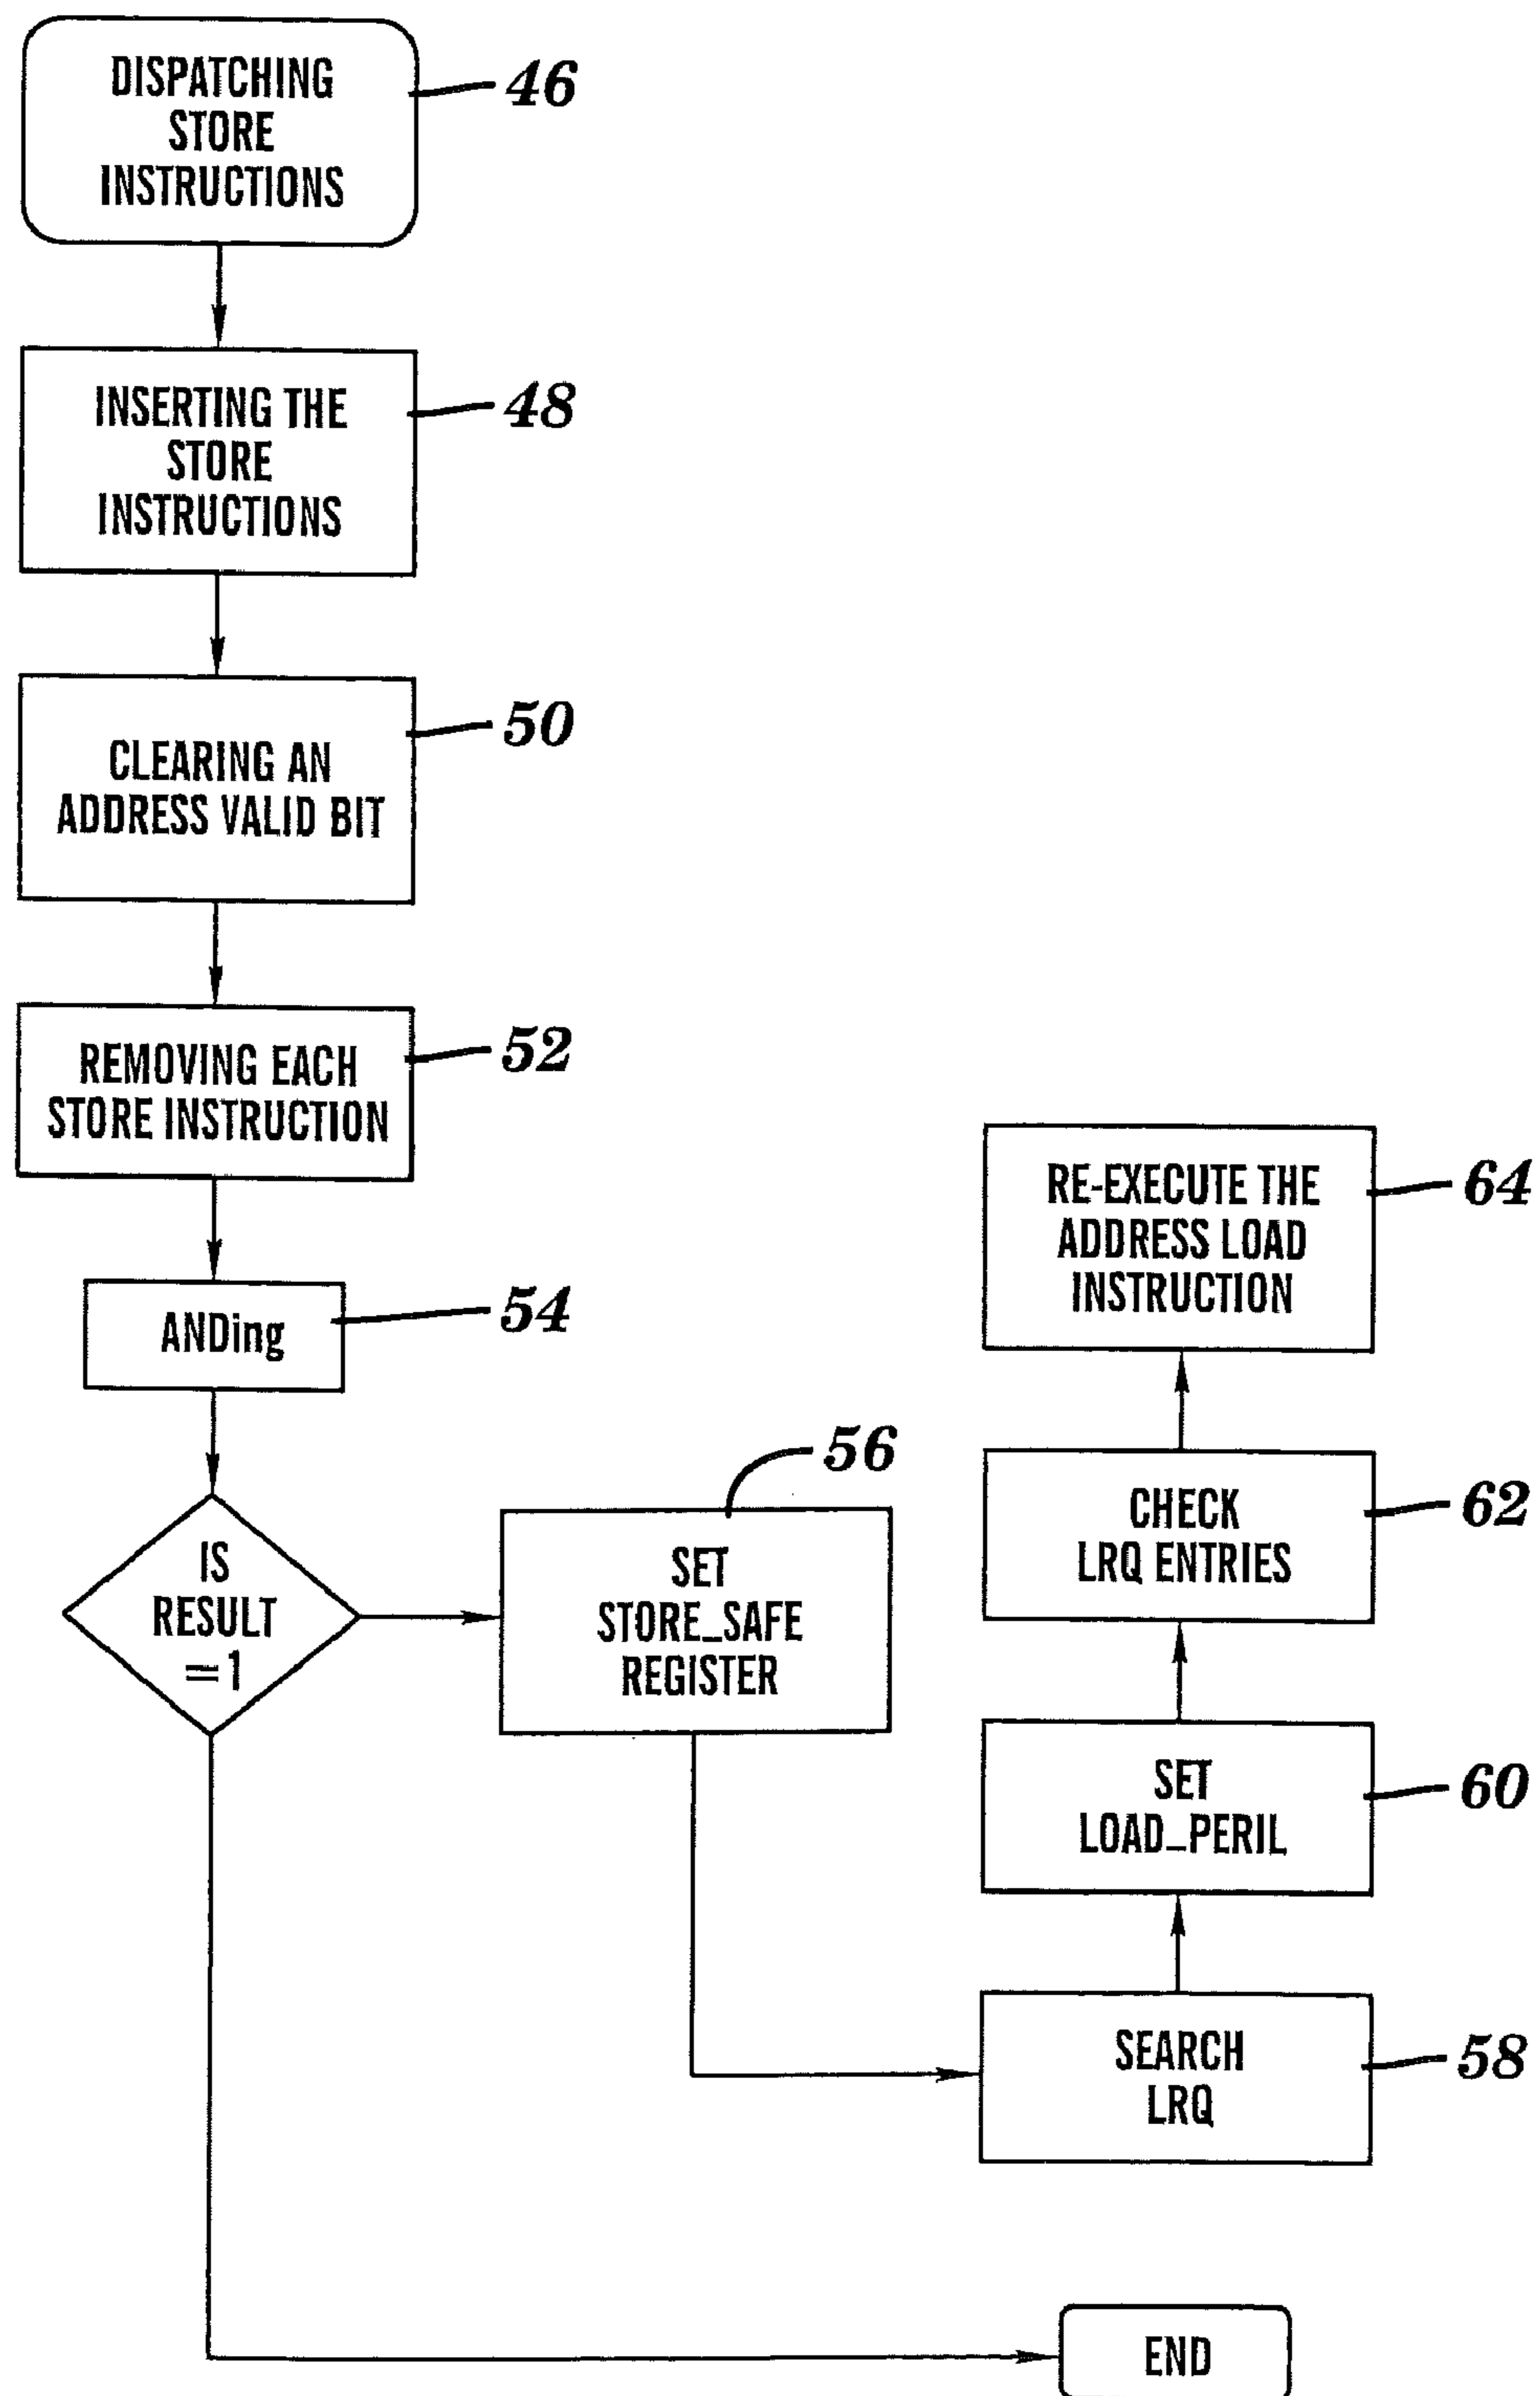 DISPATCHING
STORE
INSTRUCTIONS
46
INSERTING THE
STORE
INSTRUCTIONS
48
CLEARING AN
ADDRESS VALID BIT
50
REMOVING EACH
STORE INSTRUCTION
52
ANDing
54
IS
RESULT
=1
SET
STORE_SAFE
REGISTER
56
RE-EXECUTE THE
ADDRESS LOAD
INSTRUCTION
64
CHECK
LRQ ENTRIES
62
SET
LOAD_PERIL
60
SEARCH
LRQ
58
END